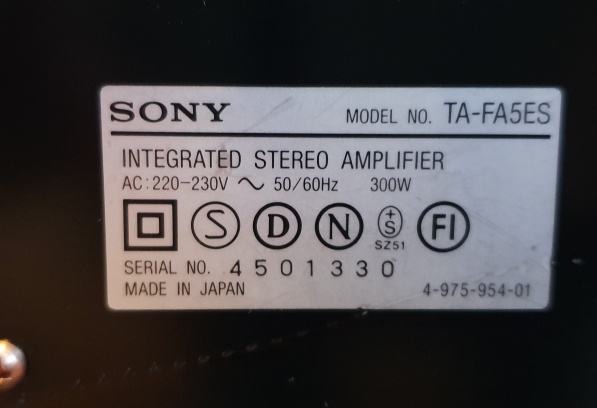 SONY MODEL NO. TA-FA5ES
INTEGRATED STEREO AMPLIFIER
AC:220-230V ~ 50/60Hz 300W
S D N +S FI
SZ51
SERIAL NO. 4501330
MADE IN JAPAN 4-975-954-01